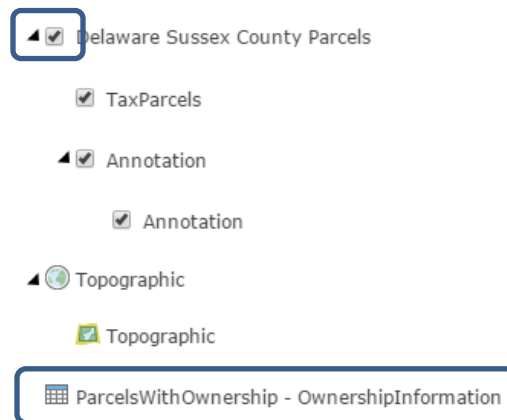 Delaware Sussex County Parcels
TaxParcels
Annotation
Annotation
Topographic
Topographic
ParcelsWithOwnership - OwnershipInformation